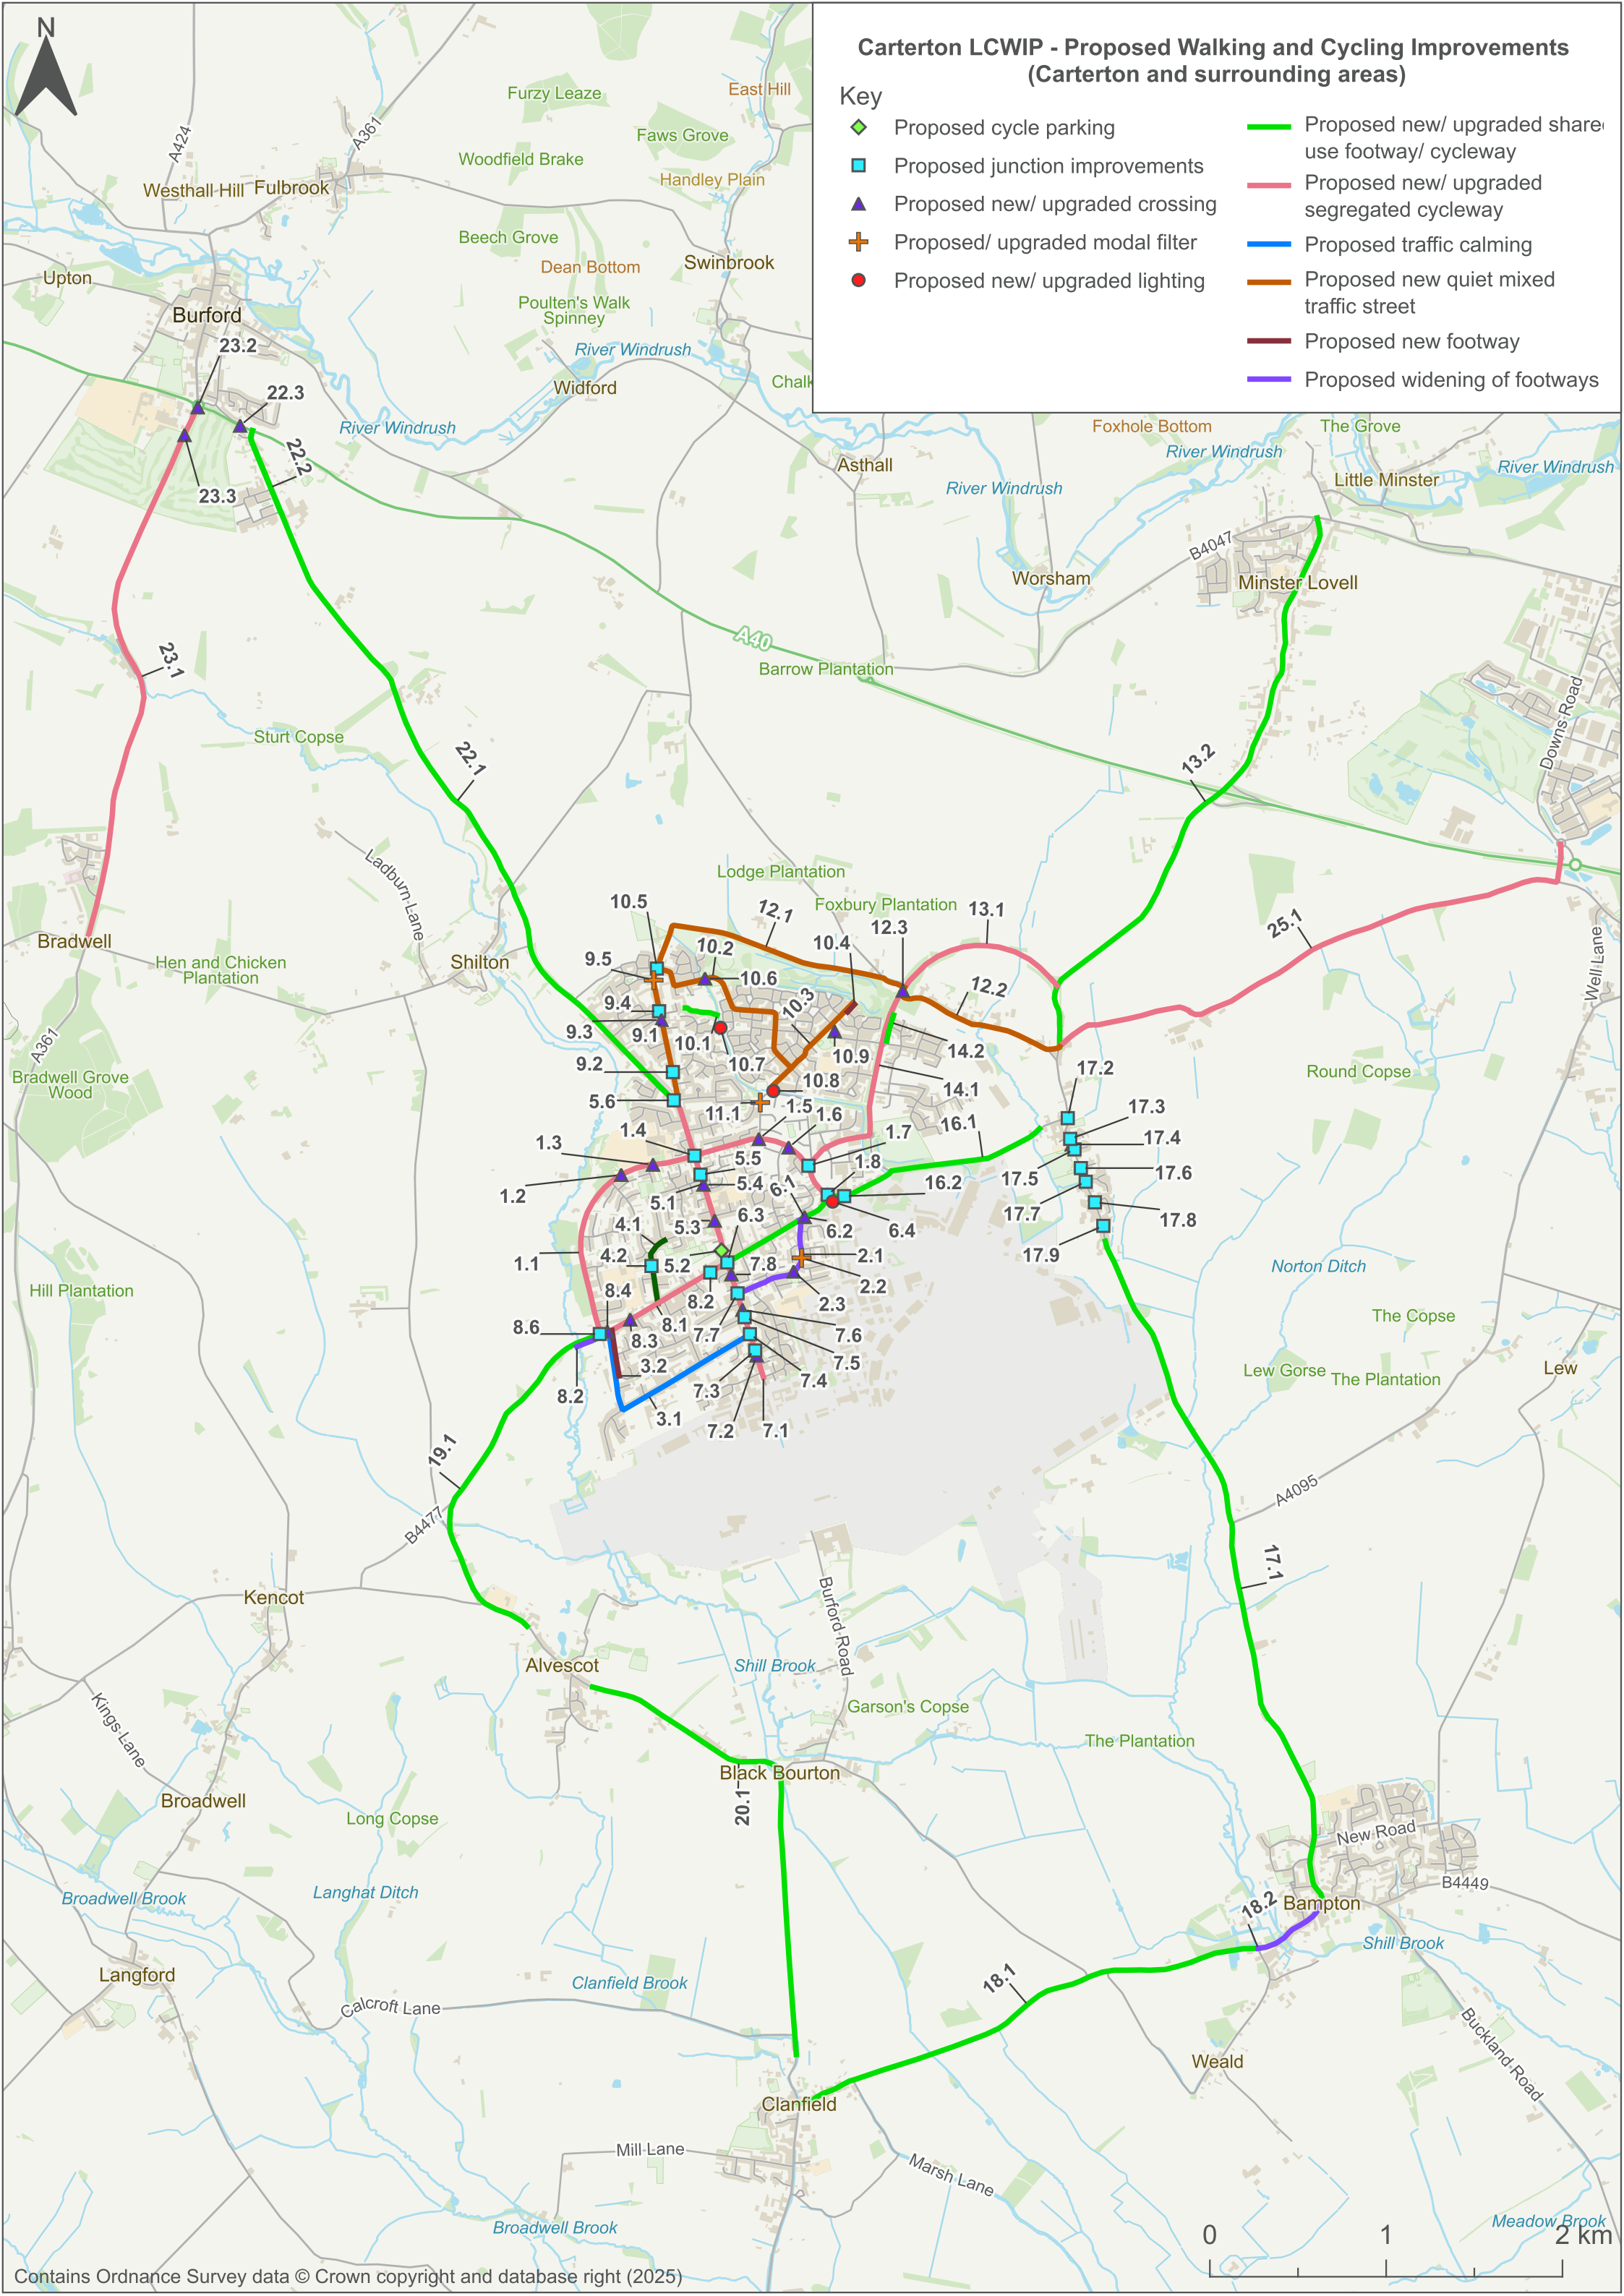 N
Carterton LCWIP - Proposed Walking and Cycling Improvements
(Carterton and surrounding areas)
Key
Proposed cycle parking
Proposed junction improvements
Proposed new/ upgraded crossing
Proposed/ upgraded modal filter
Proposed new/ upgraded lighting
Proposed new/ upgraded share
use footway/ cycleway
Proposed new/ upgraded
segregated cycleway
Proposed traffic calming
Proposed new quiet mixed
traffic street
Proposed new footway
Proposed widening of footways
A424
A361
Westhall Hill
Fulbrook
Upton
Burford
Furzy Leaze
East Hill
Faws Grove
Woodfield Brake
Handley Plain
Beech Grove
Dean Bottom
Swinbrook
Poulten's Walk
Spinney
River Windrush
Widford
Chalk
River Windrush
23.2
22.3
22.2
23.3
Foxhole Bottom
The Grove
River Windrush
Little Minster
River Windrush
Asthall
River Windrush
B4047
Worsham
Minster Lovell
A40
Barrow Plantation
23.1
Sturt Copse
22.1
13.2
Downs Road
Ladburn Lane
Lodge Plantation
Foxbury Plantation
Bradwell
Hen and Chicken
Plantation
Shilton
25.1
Well Lane
10.5
12.1
12.3
13.1
10.2
10.4
9.5
10.6
12.2
9.4
10.3
9.3
9.1
10.1
10.9
14.2
9.2
10.7
10.8
14.1
5.6
11.1
1.5
1.6
16.1
17.2
17.3
17.4
17.5
17.6
17.7
17.8
17.9
1.3
1.4
1.7
5.5
1.8
1.2
5.4
6.1
16.2
5.1
6.3
4.1
5.3
6.2
6.4
1.1
4.2
5.2
7.8
2.1
2.2
8.4
8.2
2.3
8.6
8.1
7.7
7.6
8.3
7.5
3.2
7.3
7.4
8.2
3.1
7.2
7.1
A361
Bradwell Grove
Wood
Round Copse
Hill Plantation
Norton Ditch
The Copse
Lew Gorse
The Plantation
Lew
19.1
B4477
A4095
17.1
Kencot
Burford Road
Alvescot
Shill Brook
Garson's Copse
The Plantation
Kings Lane
Black Bourton
20.1
Broadwell
Long Copse
New Road
B4449
Bampton
18.2
Shill Brook
Broadwell Brook
Langhat Ditch
Langford
Clanfield Brook
18.1
Calcroft Lane
Weald
Buckland Road
Clanfield
Mill Lane
Marsh Lane
Broadwell Brook
Meadow Brook
0 1 2 km
Contains Ordnance Survey data © Crown copyright and database right (2025)